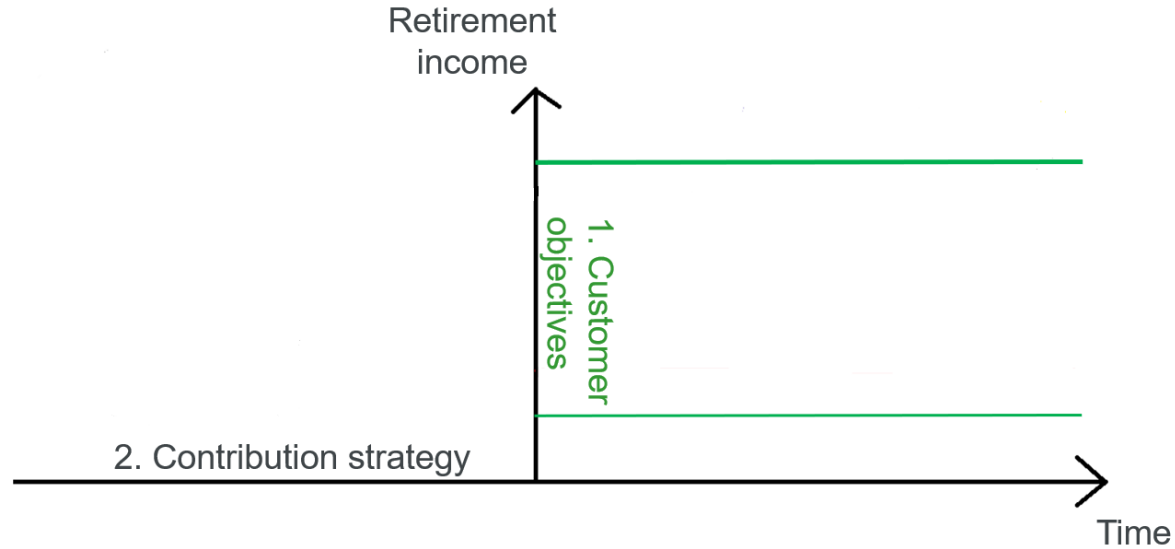 Retirement
income
1. Customer
objectives
2. Contribution strategy
Time